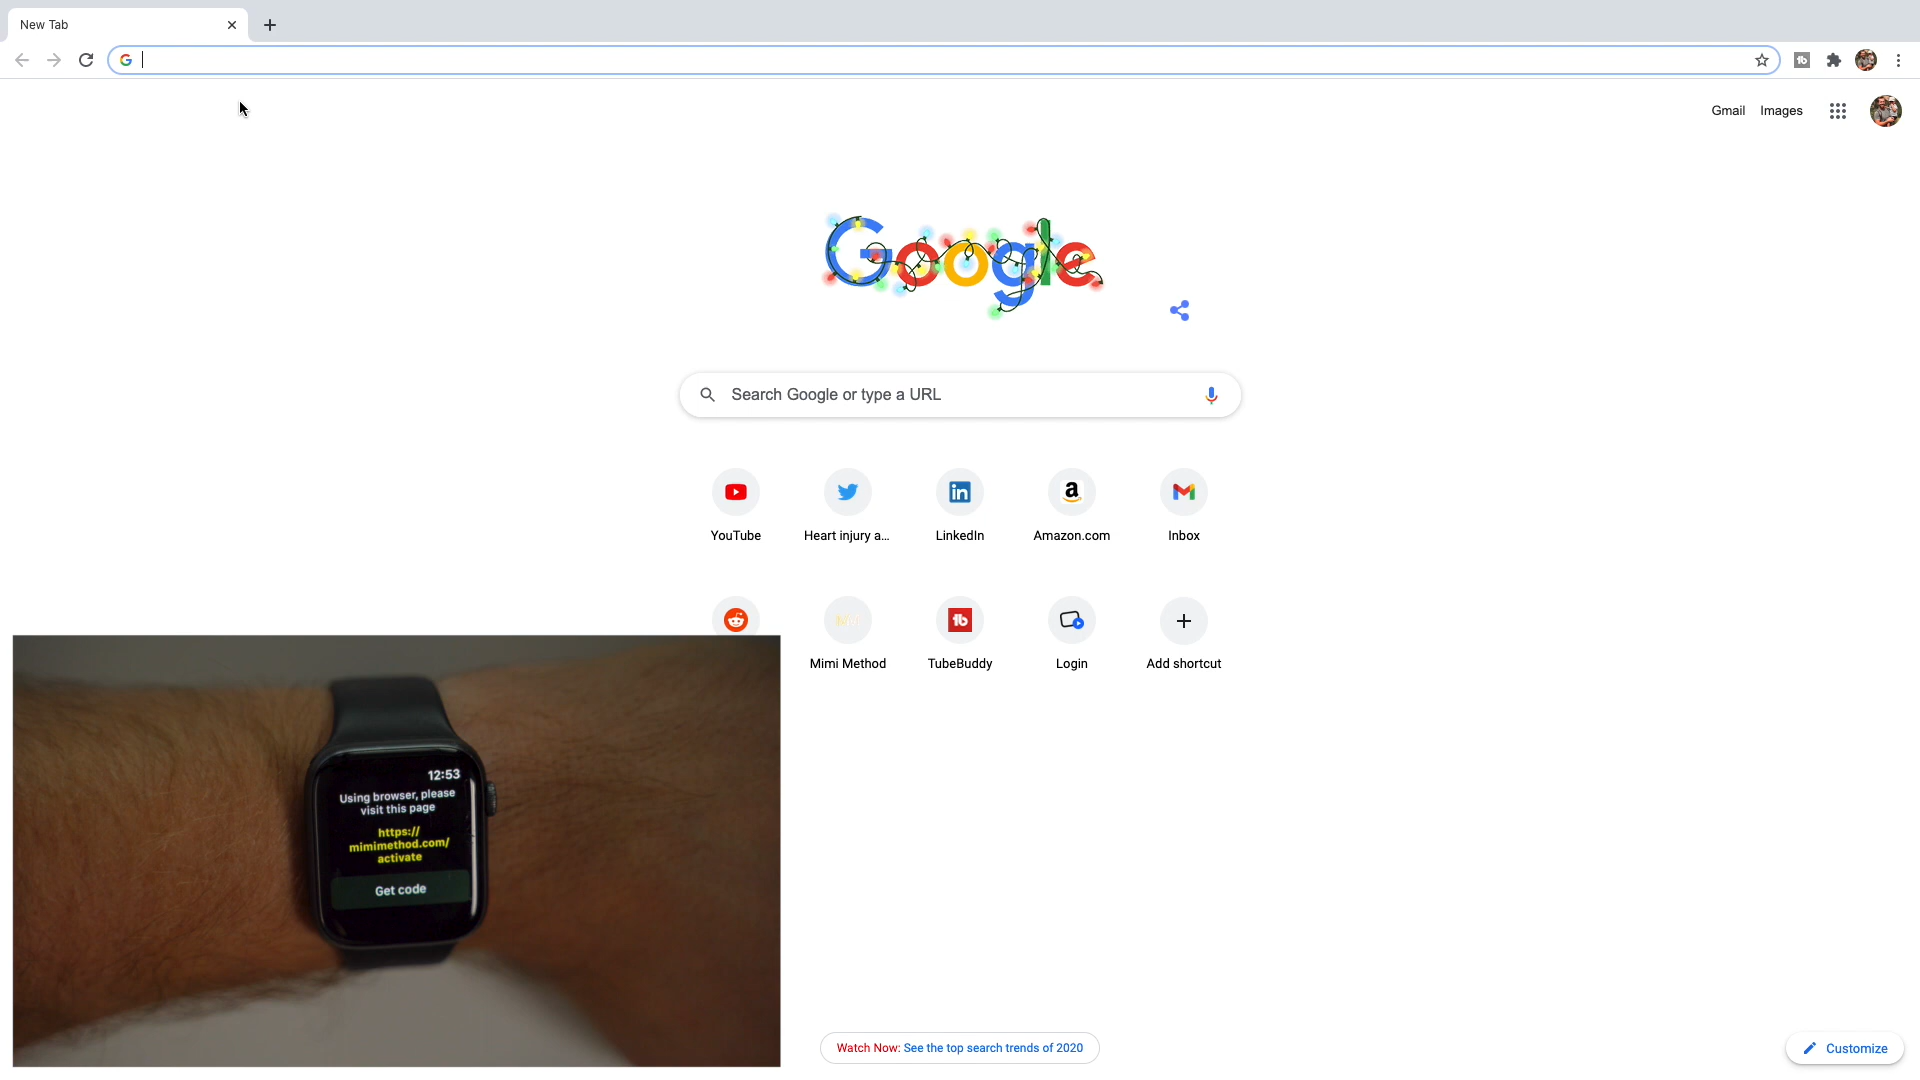 New Tab
Gmail Images
Google
Search Google or type a URL
YouTube
Heart injury a...
LinkedIn
Amazon.com
Inbox
Mimi Method
TubeBuddy
Login
Add shortcut
12:53
Using browser, please
visit this page
https://
mimimethod.com/
activate
Get code
Watch Now: See the top search trends of 2020
Customize